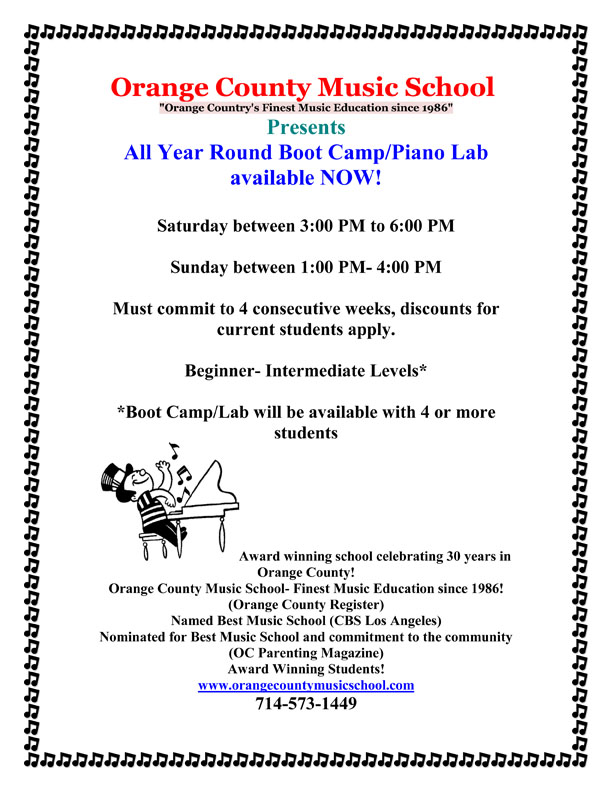 Orange County Music School
"Orange Country's Finest Music Education since 1986"
Presents
All Year Round Boot Camp/Piano Lab
available NOW!
Saturday between 3:00 PM to 6:00 PM
Sunday between 1:00 PM- 4:00 PM
Must commit to 4 consecutive weeks, discounts for
current students apply.
Beginner- Intermediate Levels*
*Boot Camp/Lab will be available with 4 or more
students
Award winning school celebrating 30 years in
Orange County!
Orange County Music School- Finest Music Education since 1986!
(Orange County Register)
Named Best Music School (CBS Los Angeles)
Nominated for Best Music School and commitment to the community
(OC Parenting Magazine)
Award Winning Students!
www.orangecountymusicschool.com
714-573-1449